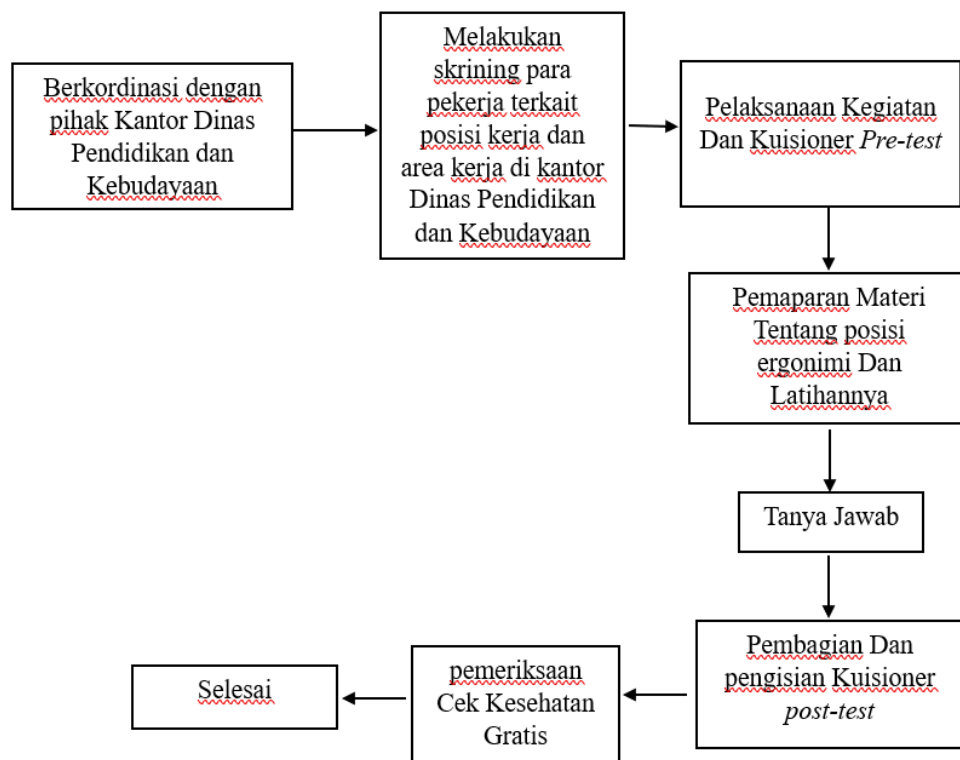 Berkordinasi dengan
pihak Kantor Dinas
Pendidikan dan
Kebudayaan
Melakukan
skrining para
pekerja terkait
posisi kerja dan
area kerja di kantor
Dinas Pendidikan
dan Kebudayaan
Pelaksanaan Kegiatan
Dan Kuisioner Pre-test
Pemaparan Materi
Tentang posisi
ergonimi Dan
Latihannya
Tanya Jawab
Pembagian Dan
pengisian Kuisioner
post-test
pemeriksaan
Cek Kesehatan
Gratis
Selesai